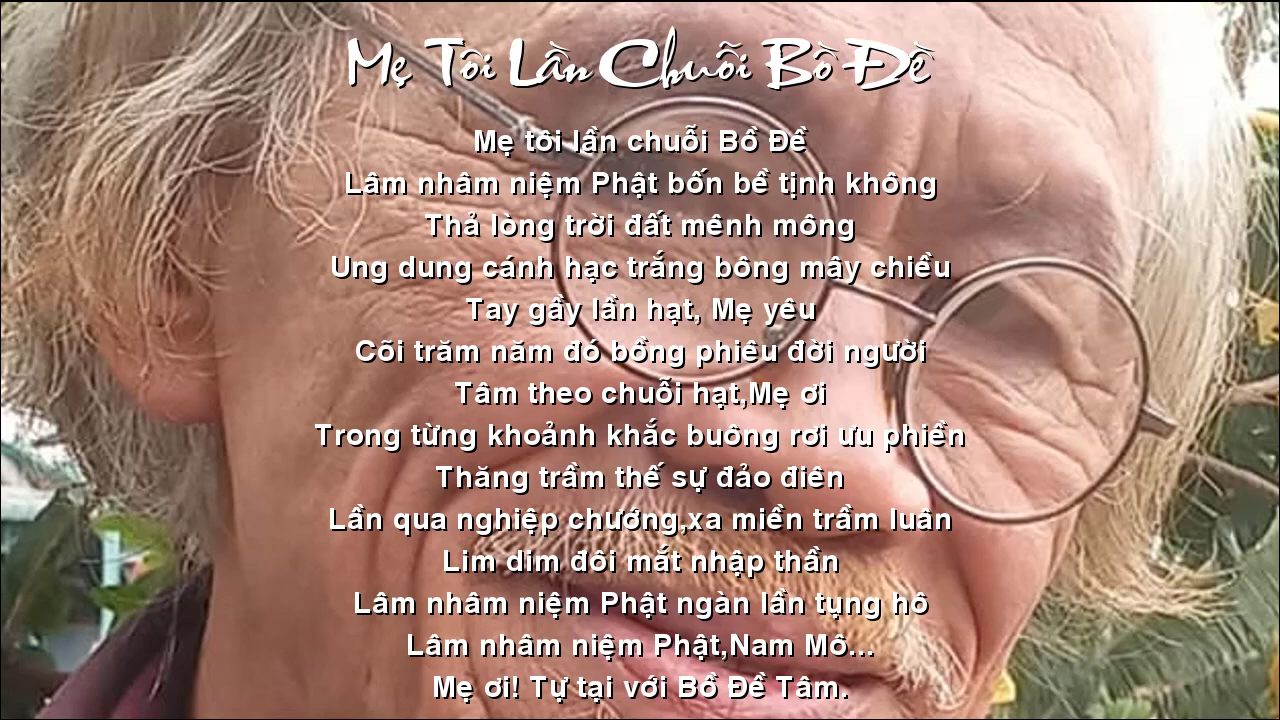 Mẹ Tôi Lần Chuỗi Bồ Đề
Mẹ tôi lần chuỗi Bồ Đề
Lâm nhâm niệm Phật bốn bề tịnh không
Thả lòng trời đất mênh mông
Ung dung cánh hạc trắng bông mây chiều
Tay gầy lần hạt, Mẹ yêu
Cõi trăm năm đó bồng phiêu đời người
Tâm theo chuỗi hạt,Mẹ ơi
Trong từng khoảnh khắc buông rơi ưu phiền
Thăng trầm thế sự đảo điên
Lần qua nghiệp chướng,xa miền trầm luân
Lim dim đôi mắt nhập thần
Lâm nhâm niệm Phật ngàn lần tụng hô
Lâm nhâm niệm Phật,Nam Mô...
Mẹ ơi! Tự tại với Bồ Đề Tâm.